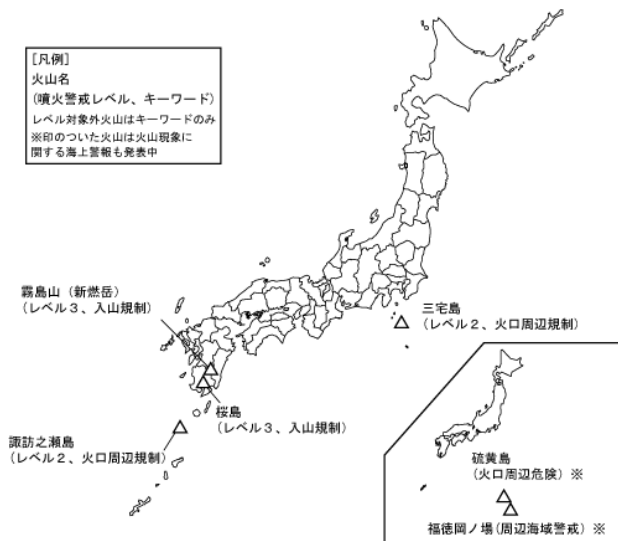 [凡例]
火山名
(噴火警戒レベル、キーワード)
レベル対象外火山はキーワードのみ
※印のついた火山は火山現象に
関する海上警報も発表中
霧島山（新燃岳）
（レベル３、入山規制）
三宅島
（レベル２、火口周辺規制）
桜島
（レベル３、入山規制）
諏訪之瀬島
（レベル２、火口周辺規制）
硫黄島
（火口周辺危険）※
福徳岡ノ場(周辺海域警戒）※